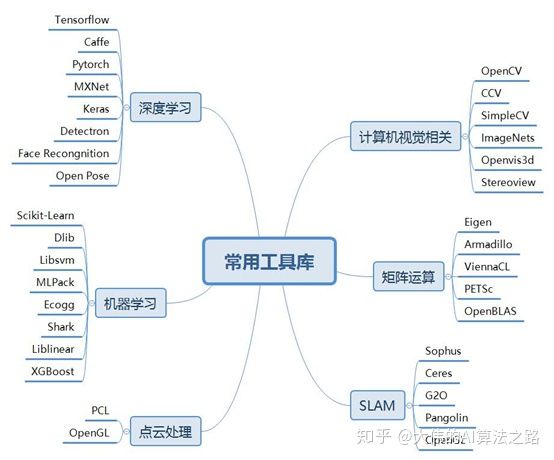 常用工具库
深度学习
Tensorflow
Caffe
Pytorch
MXNet
Keras
Detectron
Face Recongnition
Open Pose
机器学习
Scikit-Learn
Dlib
Libsvm
MLPack
Ecogg
Shark
Liblinear
XGBoost
点云处理
PCL
OpenGL
计算机视觉相关
OpenCV
CCV
SimpleCV
ImageNets
Openvis3d
Stereoview
矩阵运算
Eigen
Armadillo
ViennaCL
PETSc
OpenBLAS
SLAM
Sophus
Ceres
G2O
Pangolin
知乎 @大伟的AI算法之路